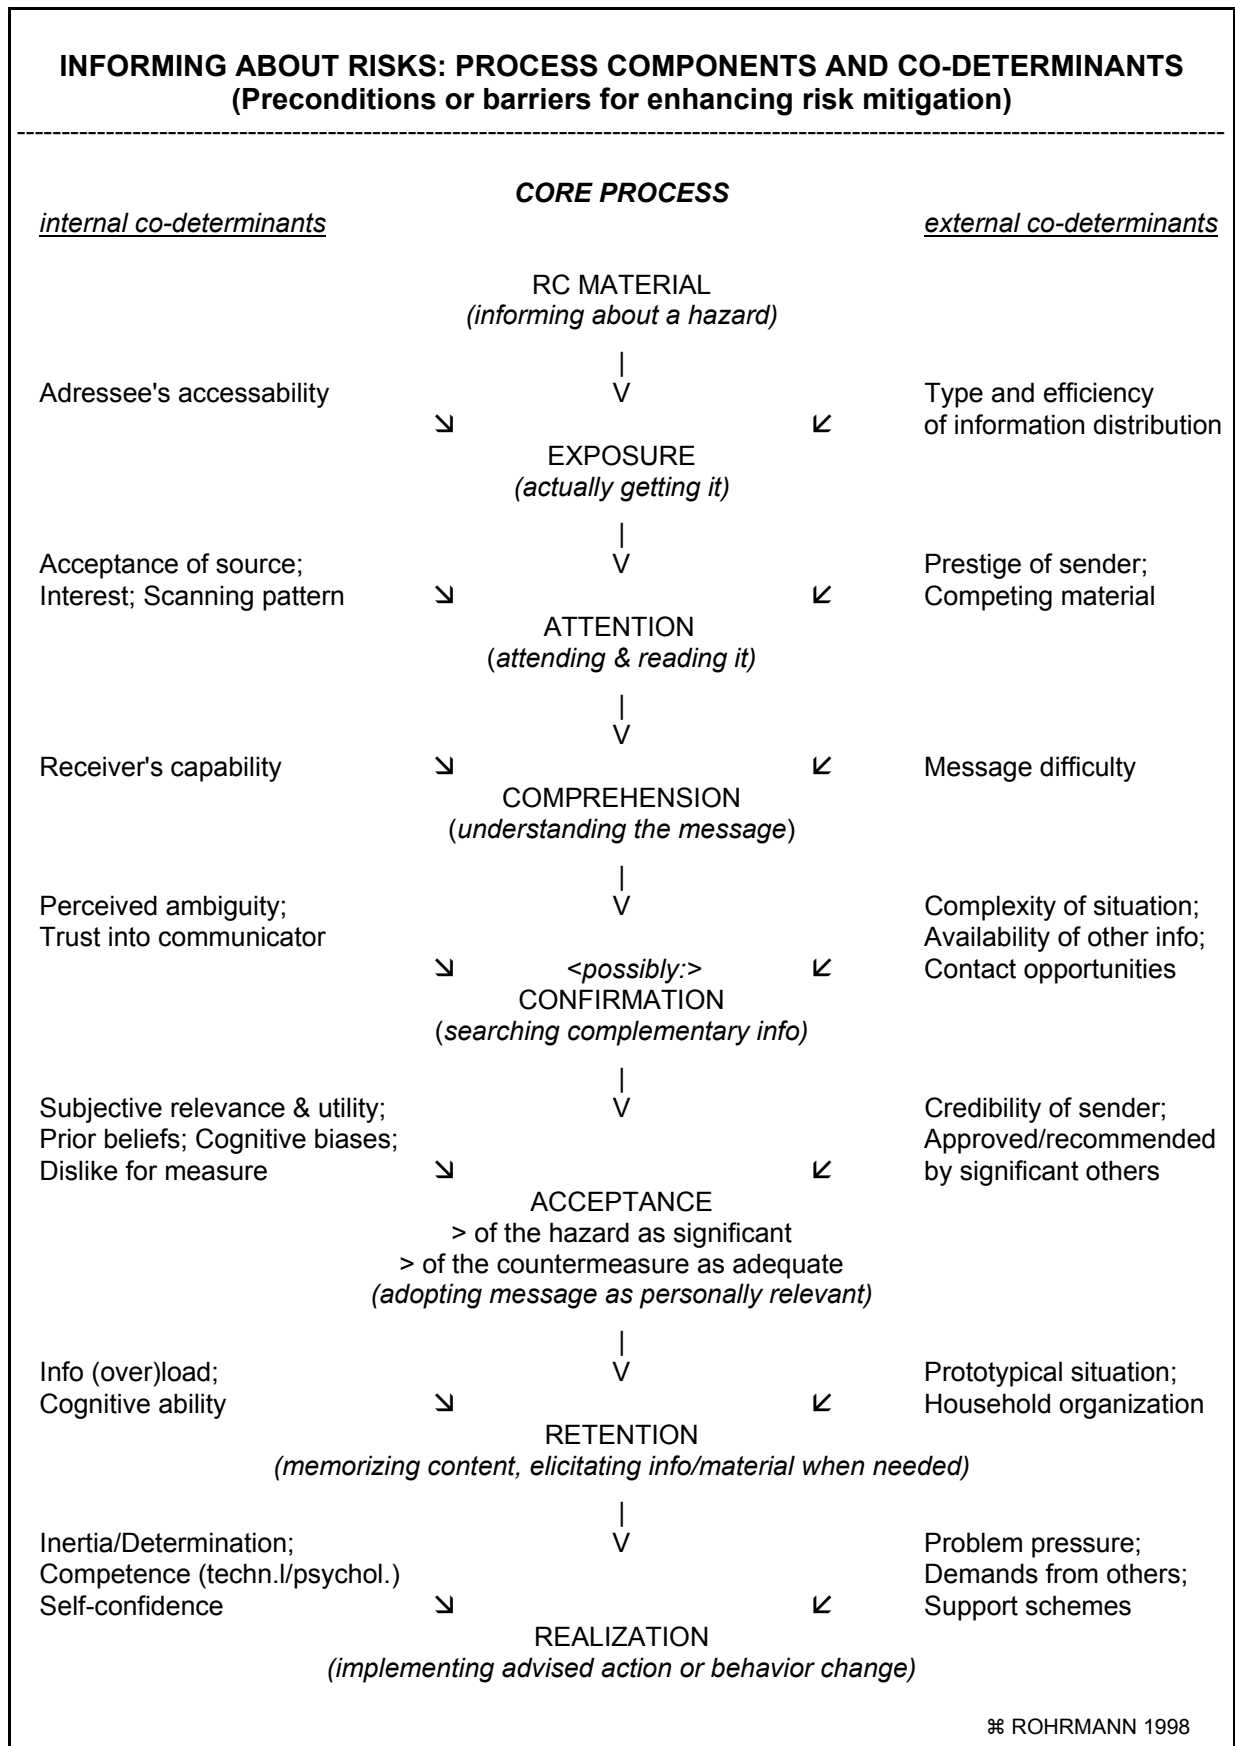 INFORMING ABOUT RISKS: PROCESS COMPONENTS AND CO-DETERMINANTS
(Preconditions or barriers for enhancing risk mitigation)
CORE PROCESS
internal co-determinants external co-determinants
RC MATERIAL
(informing about a hazard)
|
Adressee's accessability V Type and efficiency
↘ ↙ of information distribution
EXPOSURE
(actually getting it)
|
Acceptance of source; V Prestige of sender;
Interest; Scanning pattern ↘ ↙ Competing material
ATTENTION
(attending & reading it)
|
V
Receiver's capability ↘ ↙ Message difficulty
COMPREHENSION
(understanding the message)
|
Perceived ambiguity; V Complexity of situation;
Trust into communicator Availability of other info;
↘ <possibly:> ↙ Contact opportunities
CONFIRMATION
(searching complementary info)
|
Subjective relevance & utility; V Credibility of sender;
Prior beliefs; Cognitive biases; Approved/recommended
Dislike for measure ↘ ↙ by significant others
ACCEPTANCE
> of the hazard as significant
> of the countermeasure as adequate
(adopting message as personally relevant)
|
Info (over)load; V Prototypical situation;
Cognitive ability ↘ ↙ Household organization
RETENTION
(memorizing content, elicitating info/material when needed)
|
Inertia/Determination; V Problem pressure;
Competence (techn.l/psychol.) Demands from others;
Self-confidence ↘ ↙ Support schemes
REALIZATION
(implementing advised action or behavior change)
⌘ ROHRMANN 1998